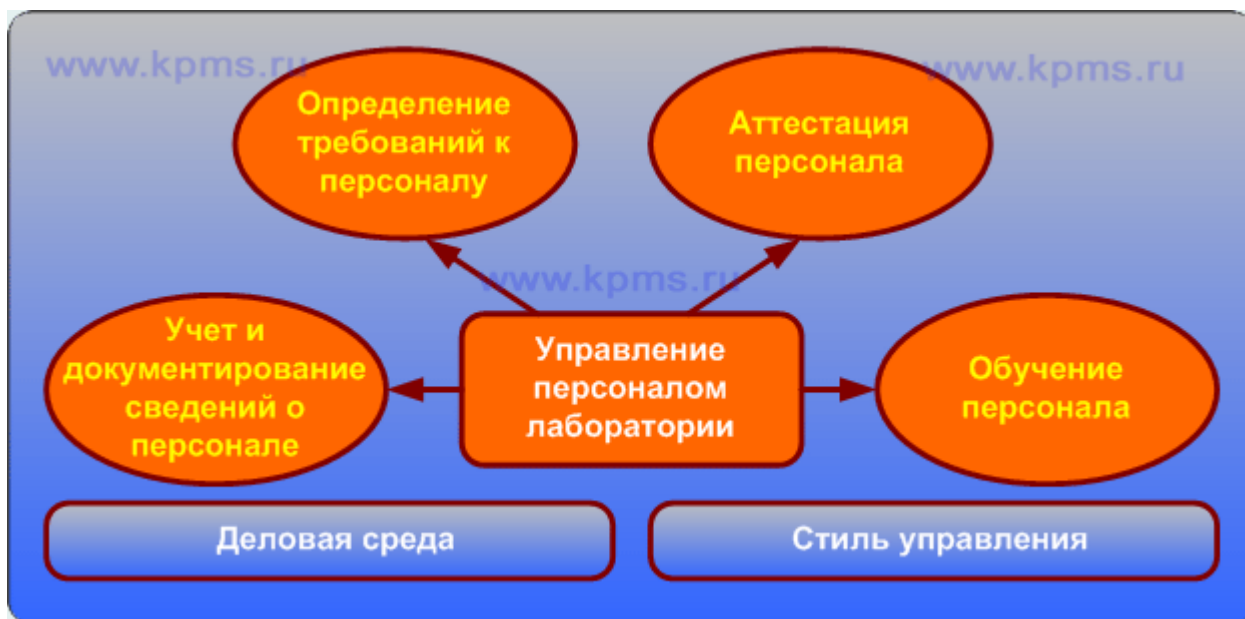 www.kpms.ru
www.kpms.ru
Определение
требований к
персоналу
Аттестация
персонала
www.kpms.ru
Учет и
документирование
сведений о
персонале
Управление
персоналом
лаборатории
Обучение
персонала
Деловая среда
Стиль управления